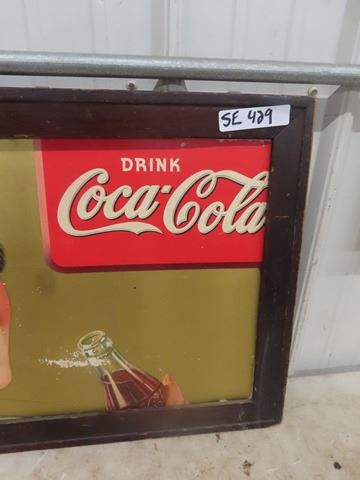 SE 429
DRINK
Coca-Cola